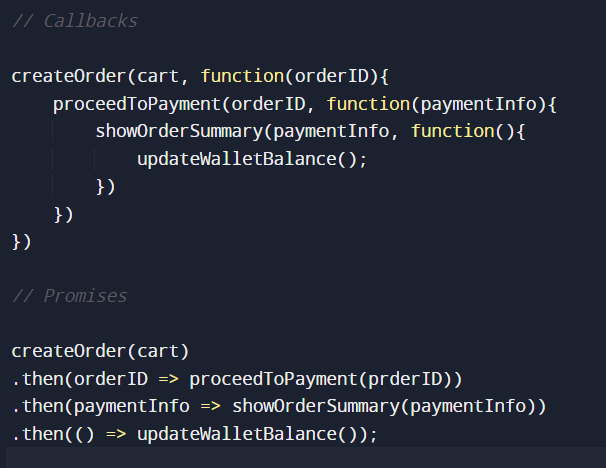 // Callbacks
createOrder(cart, function(orderID){
proceedToPayment(orderID, function(paymentInfo){
showOrderSummary(paymentInfo, function(){
updateWalletBalance();
})
})
})
// Promises
createOrder(cart)
.then(orderID => proceedToPayment(prderID))
.then(paymentInfo => showOrderSummary(paymentInfo))
.then(() => updateWalletBalance());